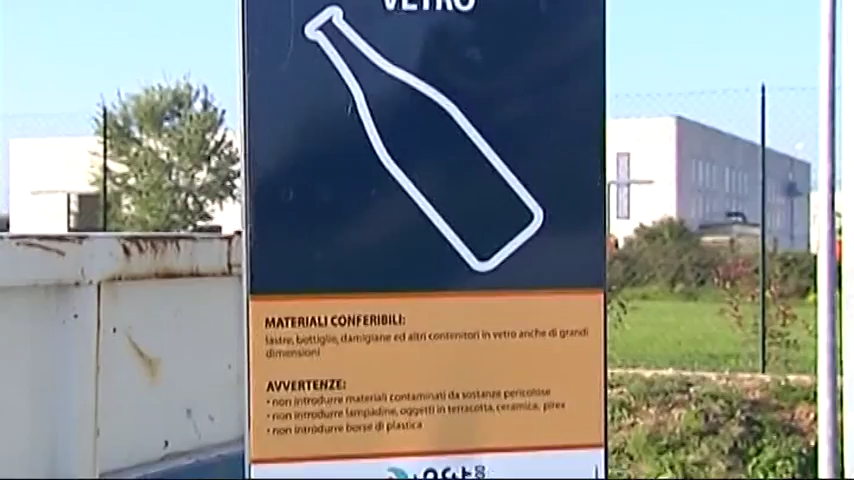 VETRO
MATERIALI CONFERIBILI:
lastre, bottiglie, damigiane ed altri contenitori in vetro anche di grandi
dimensioni
AVVERTENZE:
• non introdurre materiali contaminati da sostanze pericolose
• non introdurre lampadine, oggetti in terracotta, ceramica, pirex
• non introdurre borse di plastica